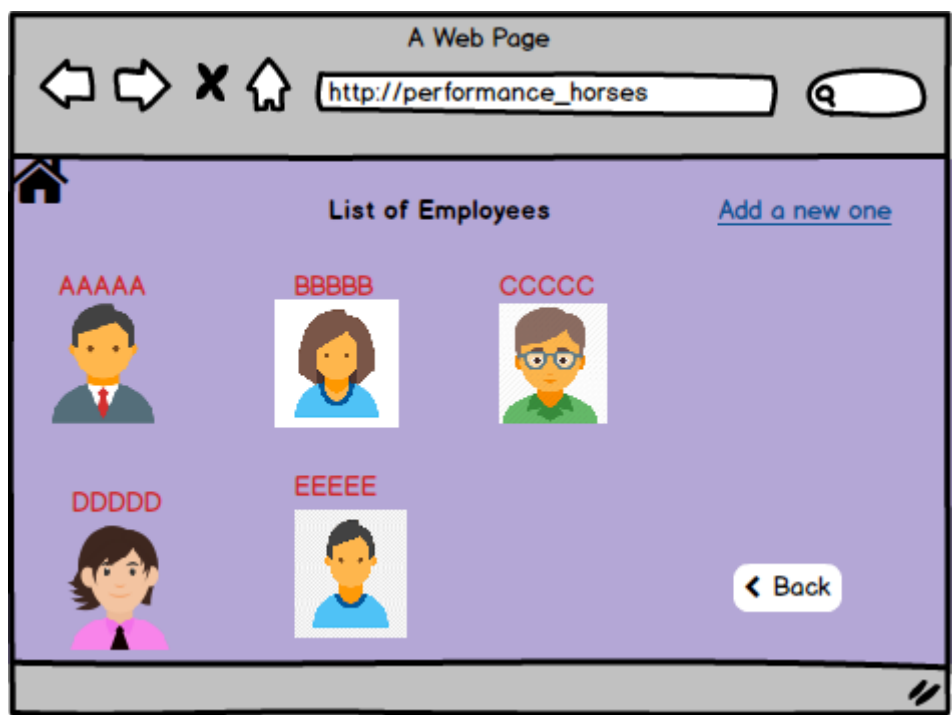 A Web Page
http://performance_horses
List of Employees
Add a new one
AAAAA
BBBBB
CCCCC
DDDDD
EEEEE
Back